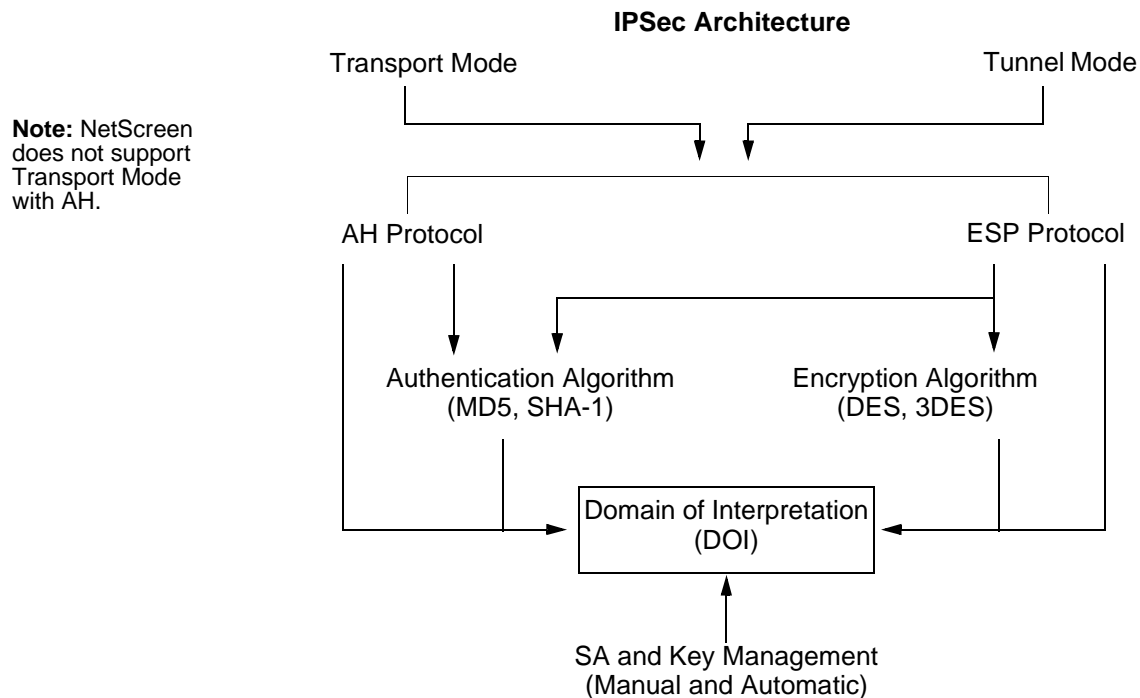 IPSec Architecture
Transport Mode
Tunnel Mode
Note: NetScreen
does not support
Transport Mode
with AH.
AH Protocol
ESP Protocol
Authentication Algorithm
(MD5, SHA-1)
Encryption Algorithm
(DES, 3DES)
Domain of Interpretation
(DOI)
SA and Key Management
(Manual and Automatic)